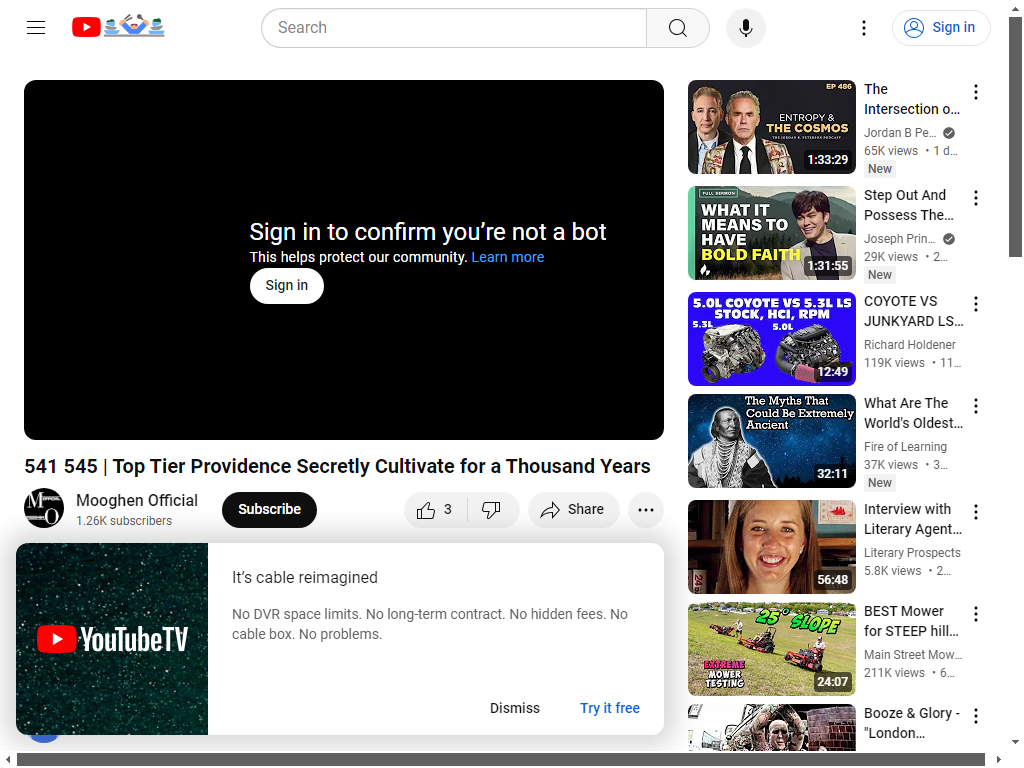 Search
Sign in
Sign in to confirm you’re not a bot
This helps protect our community. Learn more
Sign in
541 545 | Top Tier Providence Secretly Cultivate for a Thousand Years
Mooghen Official
1.26K subscribers
Subscribe
3
Share
YouTubeTV
It’s cable reimagined
No DVR space limits. No long-term contract. No hidden fees. No
cable box. No problems.
Dismiss
Try it free
EP 486
ENTROPY &
THE COSMOS
THE JORDAN B. PETERSON PODCAST
1:33:29
The
Intersection o...
Jordan B Pe...
65K views • 1 d...
New
FULL SERMON
WHAT IT
MEANS TO
HAVE
BOLD FAITH
1:31:55
Step Out And
Possess The...
Joseph Prin...
29K views • 2...
New
5.0L COYOTE VS 5.3L LS
STOCK, HCI, RPM
5.3L
5.0L
12:49
COYOTE VS
JUNKYARD LS...
Richard Holdener
119K views • 11...
The Myths That
Could Be Extremely
Ancient
32:11
What Are The
World's Oldest...
Fire of Learning
37K views • 3...
New
56:48
Interview with
Literary Agent...
Literary Prospects
5.8K views • 2...
25° SLOPE
EXTREME
MOWER
TESTING
24:07
BEST Mower
for STEEP hill...
Main Street Mow...
211K views • 6...
Booze & Glory -
"London...